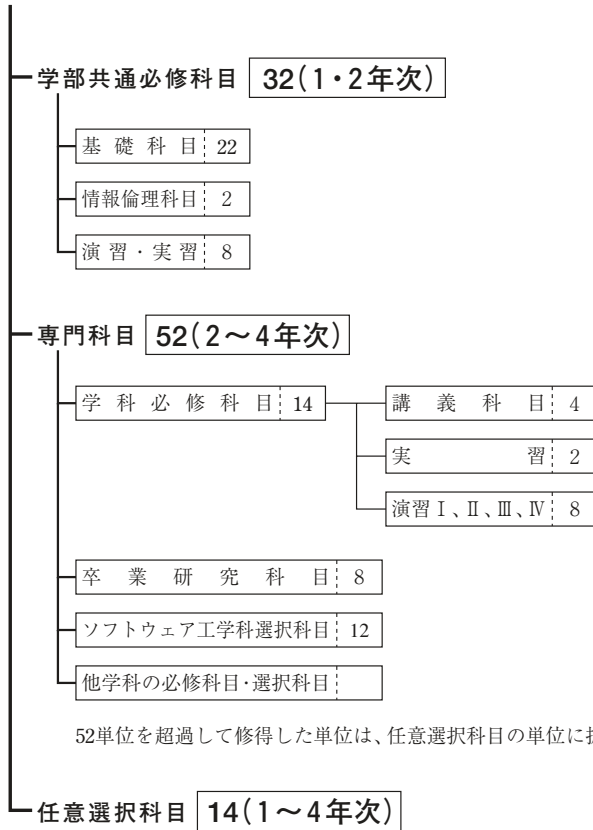 学部共通必修科目 32(1・2年次)
基礎科目 22
情報倫理科目 2
演習・実習 8
専門科目 52(2～4年次)
学科必修科目 14
講義科目 4
実習 2
演習Ⅰ、Ⅱ、Ⅲ、Ⅳ 8
卒業研究科目 8
ソフトウェア工学科選択科目 12
他学科の必修科目・選択科目
52単位を超過して修得した単位は、任意選択科目の単位に
任意選択科目 14(1～4年次)